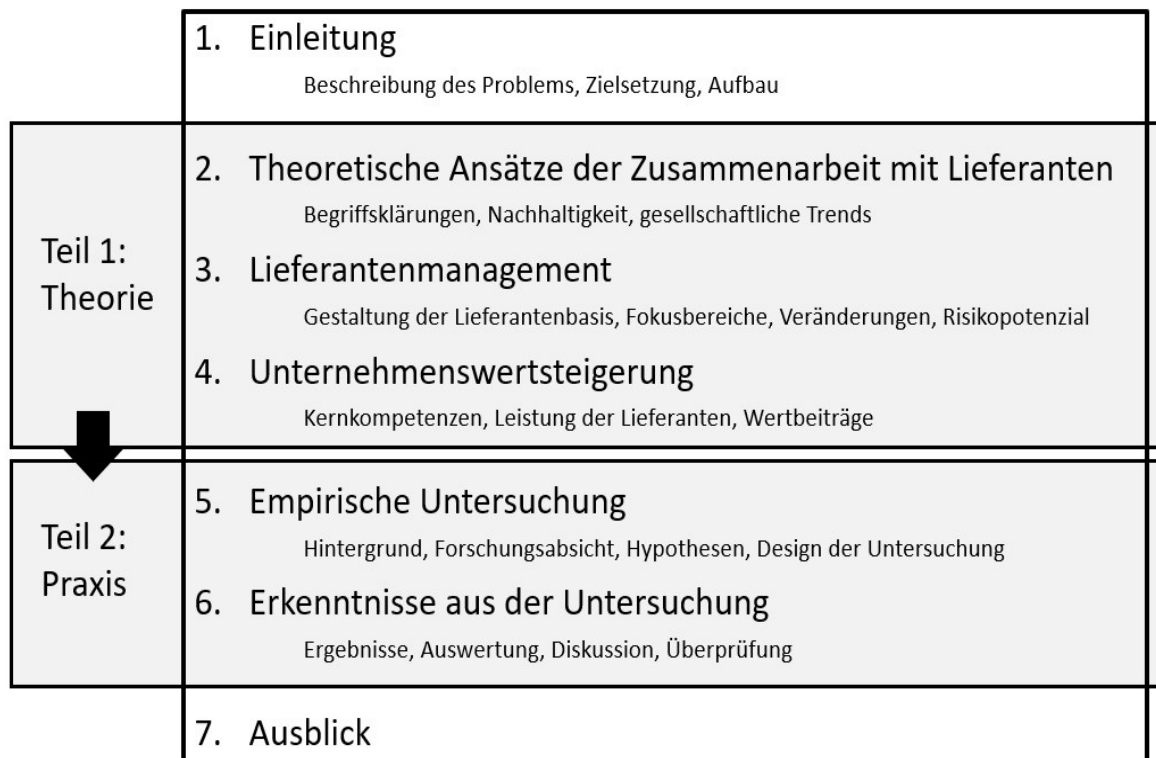 1. Einleitung
Beschreibung des Problems, Zielsetzung, Aufbau
Teil 1:
Theorie
2. Theoretische Ansätze der Zusammenarbeit mit Lieferanten
Begriffsklärungen, Nachhaltigkeit, gesellschaftliche Trends
3. Lieferantenmanagement
Gestaltung der Lieferantenbasis, Fokusbereiche, Veränderungen, Risikopotenzial
4. Unternehmenswertsteigerung
Kernkompetenzen, Leistung der Lieferanten, Wertbeiträge
Teil 2:
Praxis
5. Empirische Untersuchung
Hintergrund, Forschungsabsicht, Hypothesen, Design der Untersuchung
6. Erkenntnisse aus der Untersuchung
Ergebnisse, Auswertung, Diskussion, Überprüfung
7. Ausblick